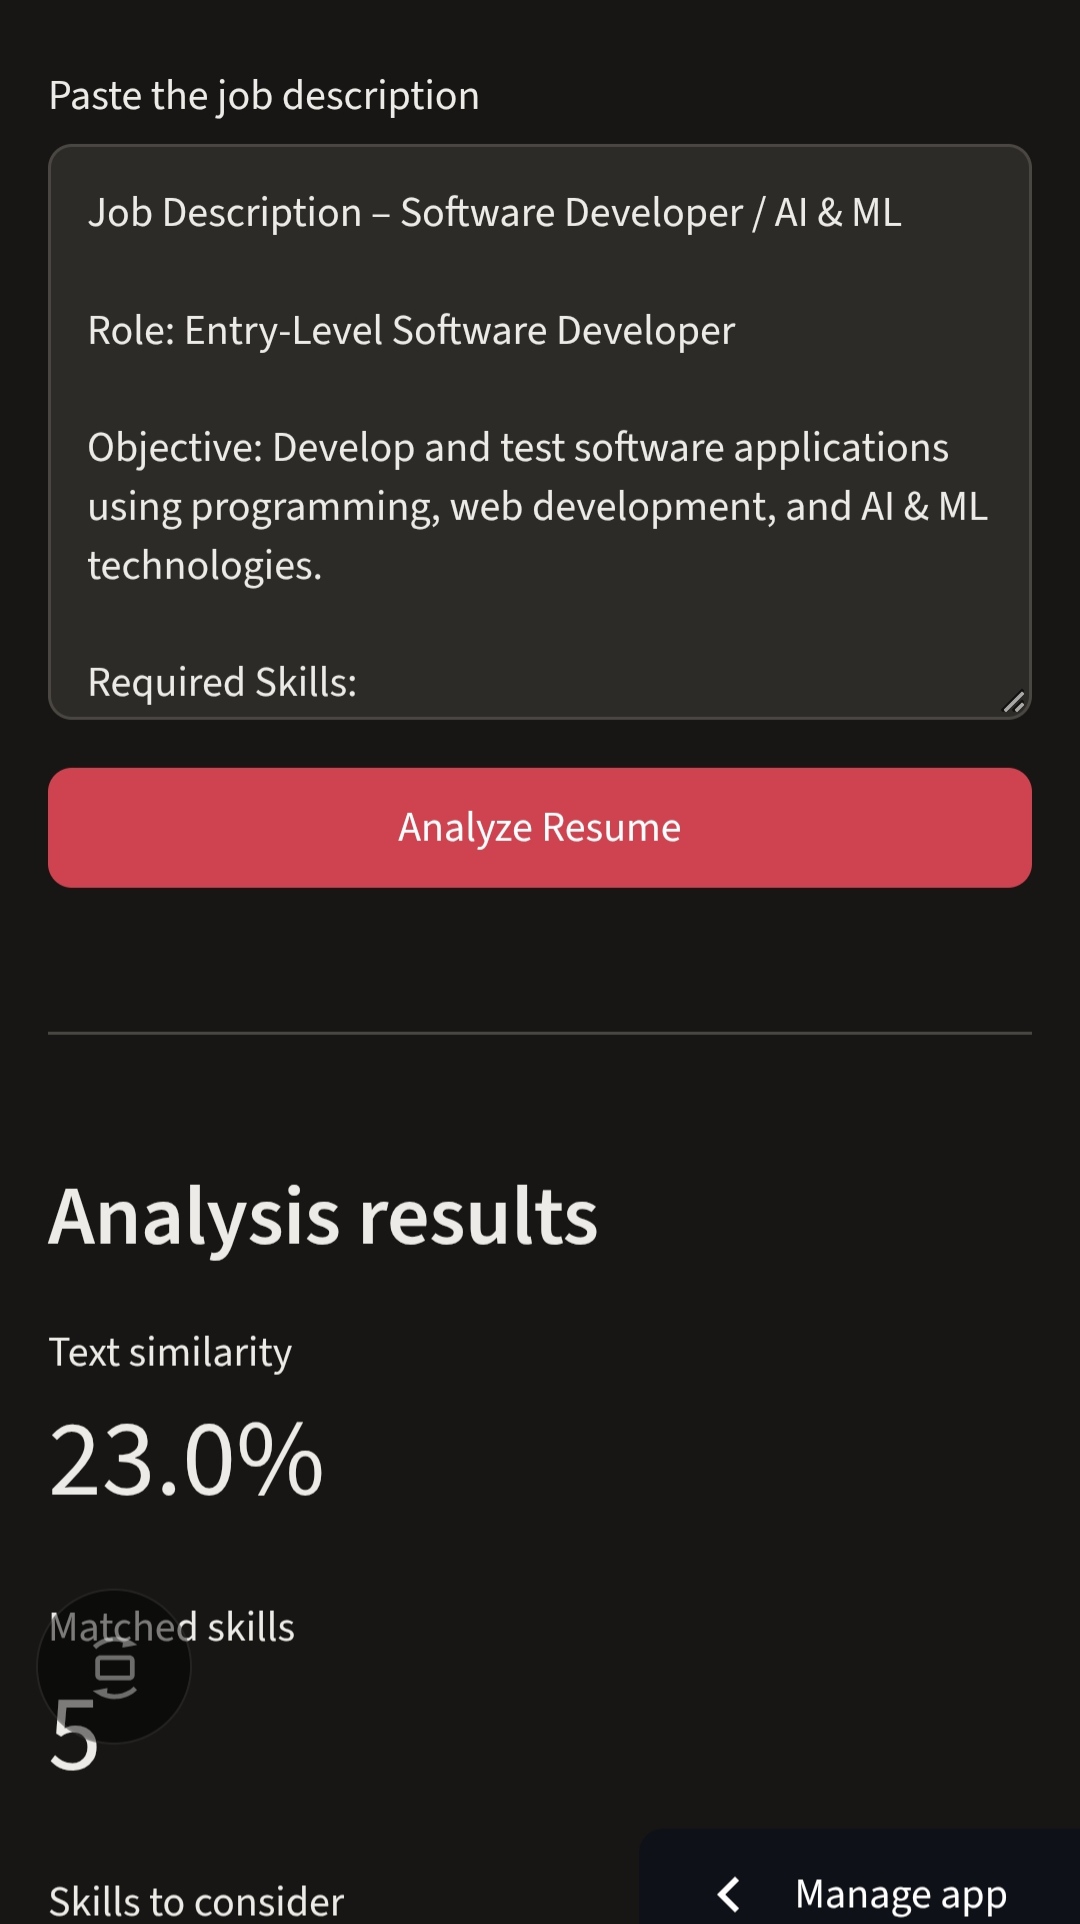 Paste the job description
Job Description – Software Developer / AI & ML
Role: Entry-Level Software Developer
Objective: Develop and test software applications
using programming, web development, and AI & ML
technologies.
Required Skills:
Analyze Resume
Analysis results
Text similarity
23.0%
Matched skills
5
Skills to consider
Manage app